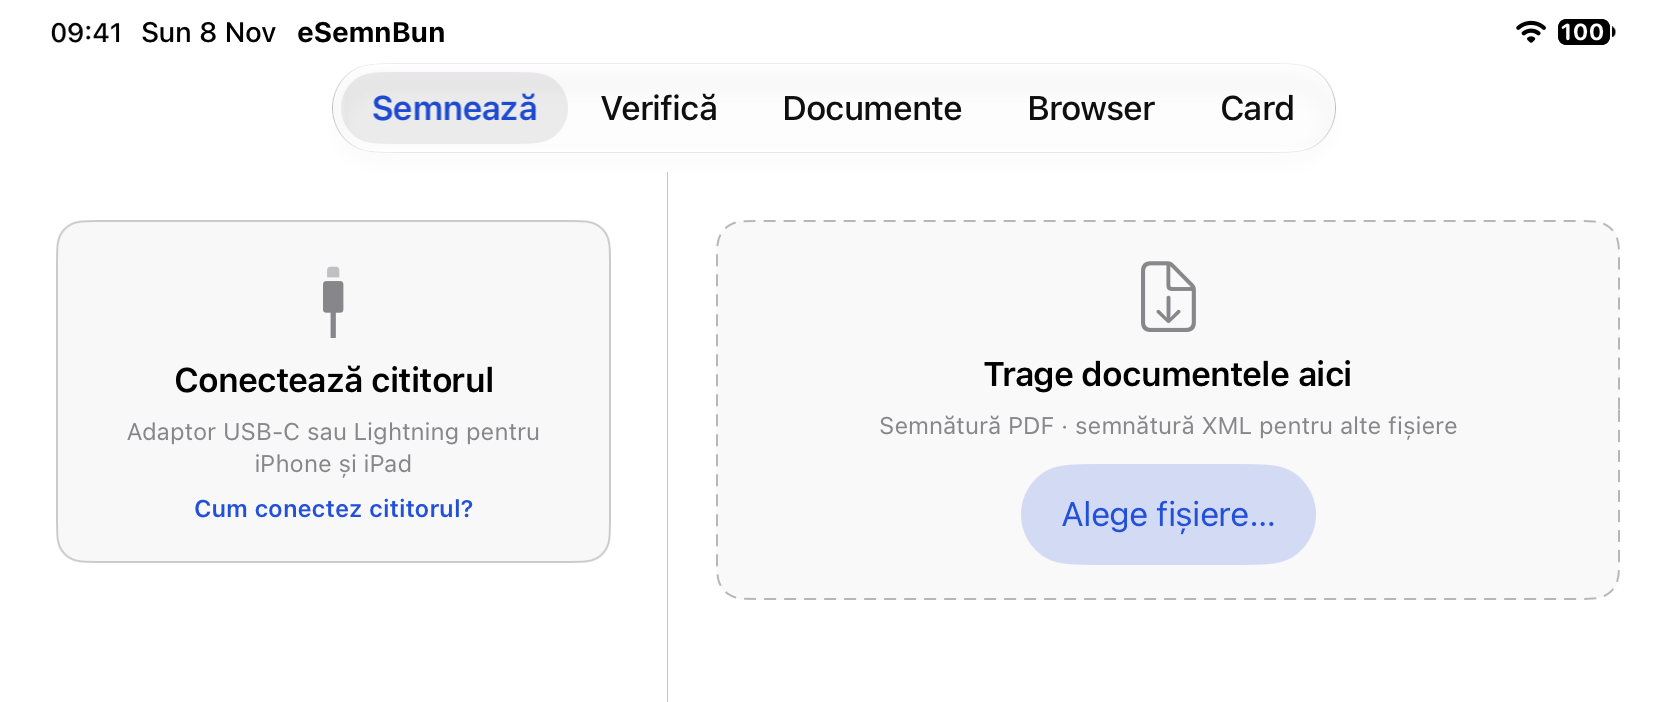 09:41 Sun 8 Nov eSemnBun
100
Semnează Verifică Documente Browser Card
Conectează cititorul
Adaptor USB-C sau Lightning pentru
iPhone și iPad
Cum conectez cititorul?
Trage documentele aici
Semnătură PDF · semnătură XML pentru alte fișiere
Alege fișiere...